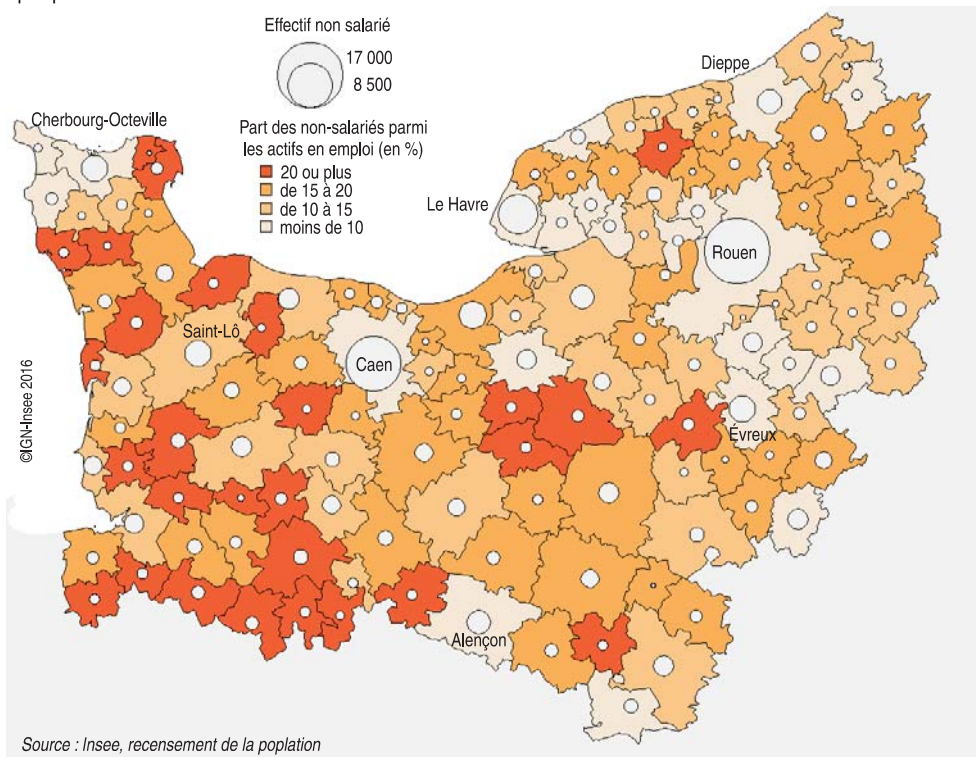 Effectif non salarié
17 000
8 500
Part des non-salariés parmi
les actifs en emploi (en %)
20 ou plus
de 15 à 20
de 10 à 15
moins de 10
Dieppe
Cherbourg-Octeville
Le Havre
Rouen
Saint-Lô
Caen
Évreux
Alençon
©IGN-Insee 2016
Source : Insee, recensement de la poplation